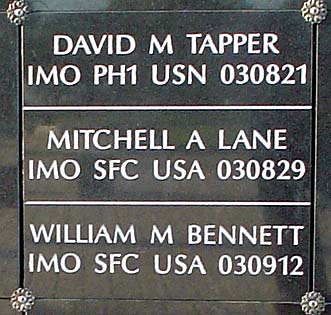 DAVID M TAPPER
IMO PH1 USN 030821
MITCHELL A LANE
IMO SFC USA 030829
WILLIAM M BENNETT
IMO SFC USA 030912